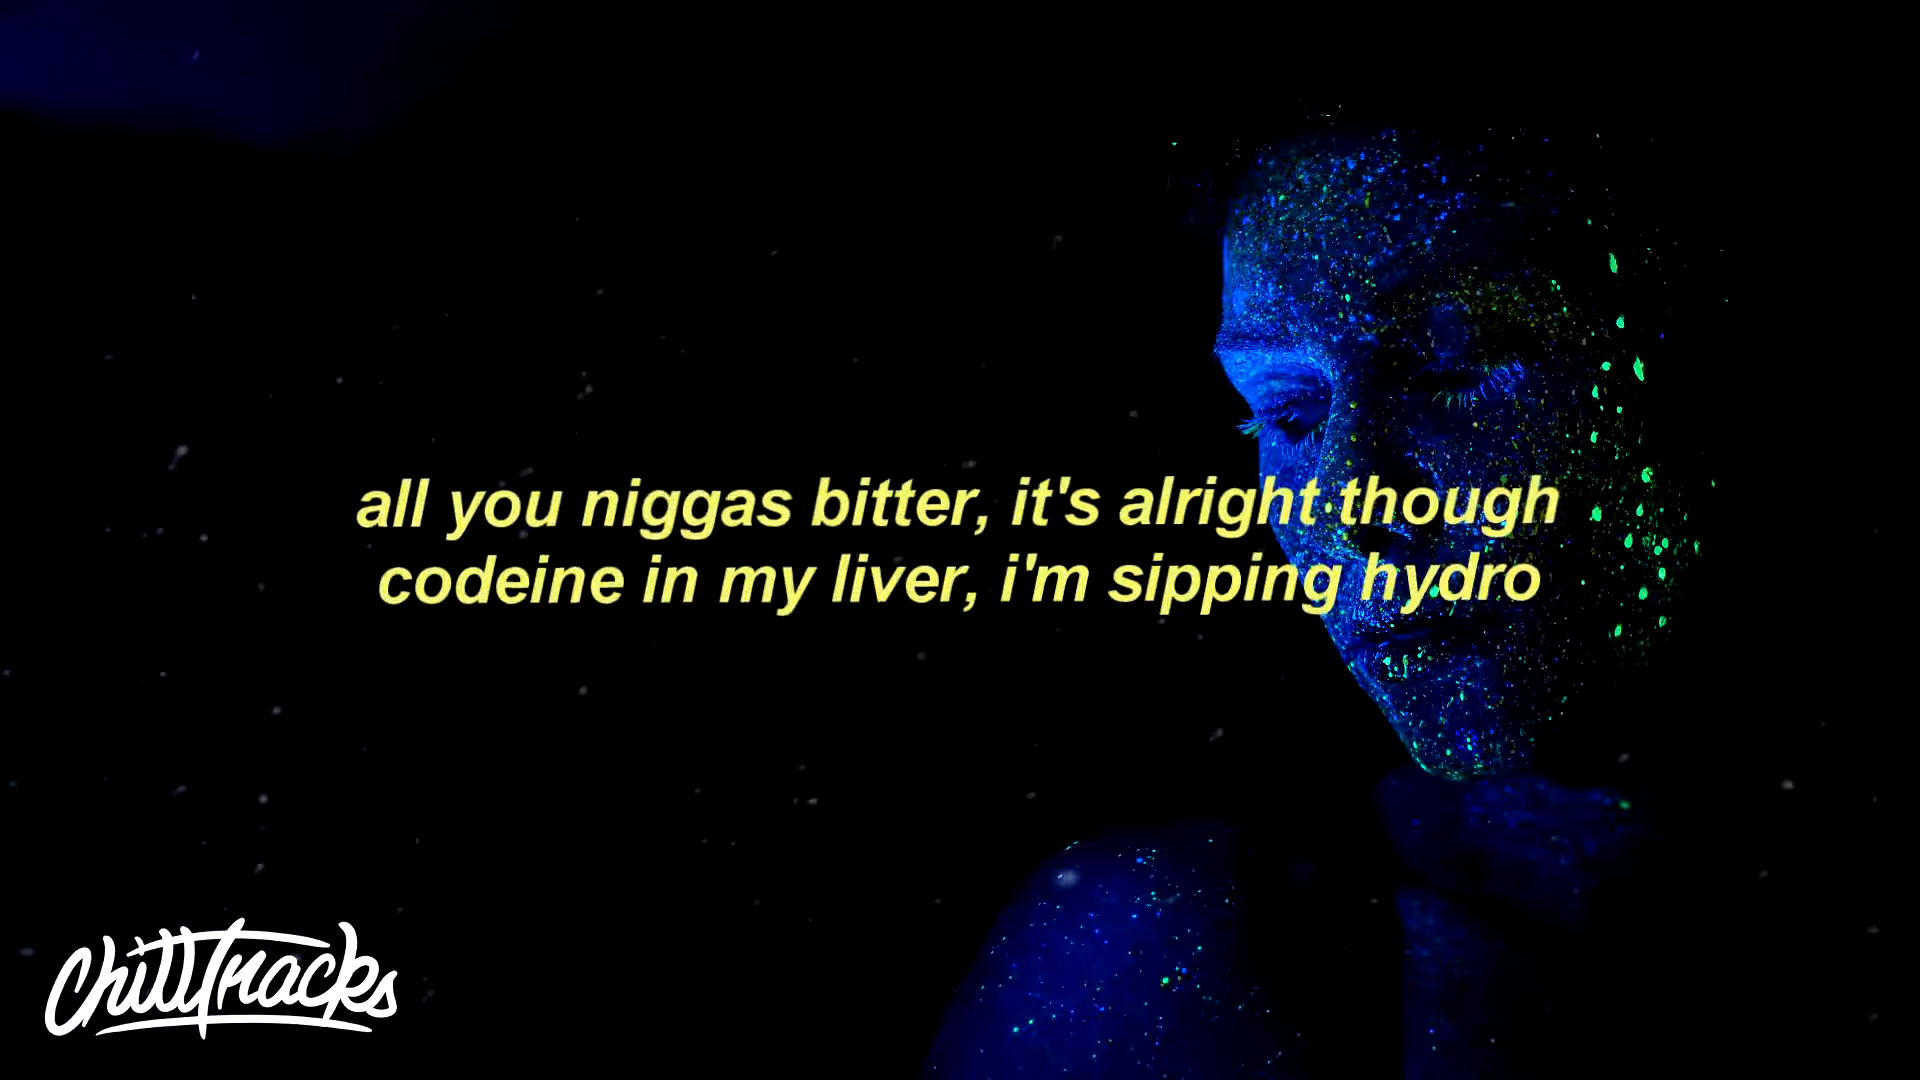 all you niggas bitter, it's alright though
codeine in my liver, i'm sipping hydro
ChillTracks